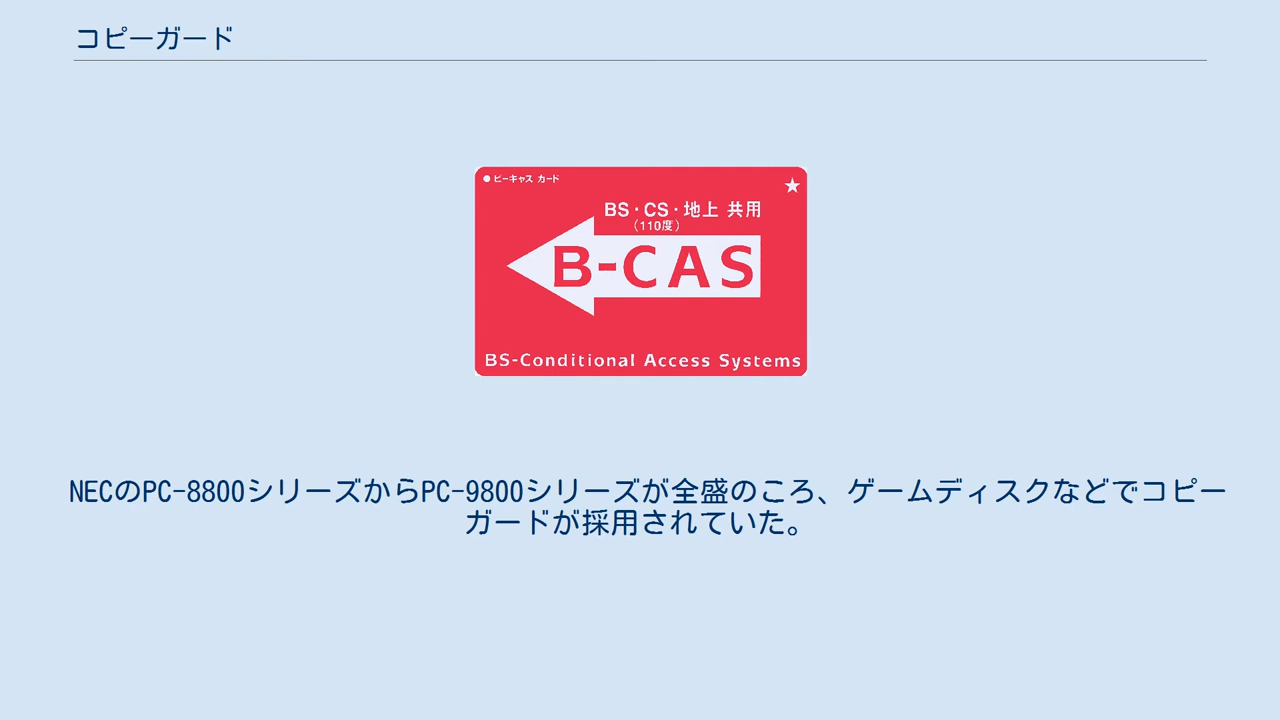 コピーガード
●ビーキャス カード
★
BS・CS・地上 共用
（110度）
B-CAS
BS-Conditional Access Systems
NECのPC-8800シリーズからPC-9800シリーズが全盛のころ、ゲームディスクなどでコピー
ガードが採用されていた。